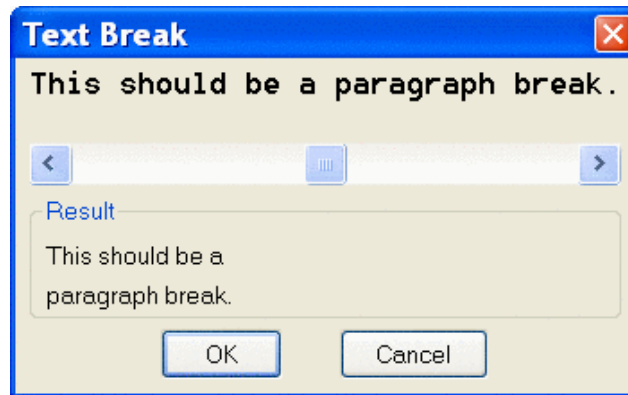 Text Break
This should be a paragraph break.
Result
This should be a
paragraph break.
OK Cancel